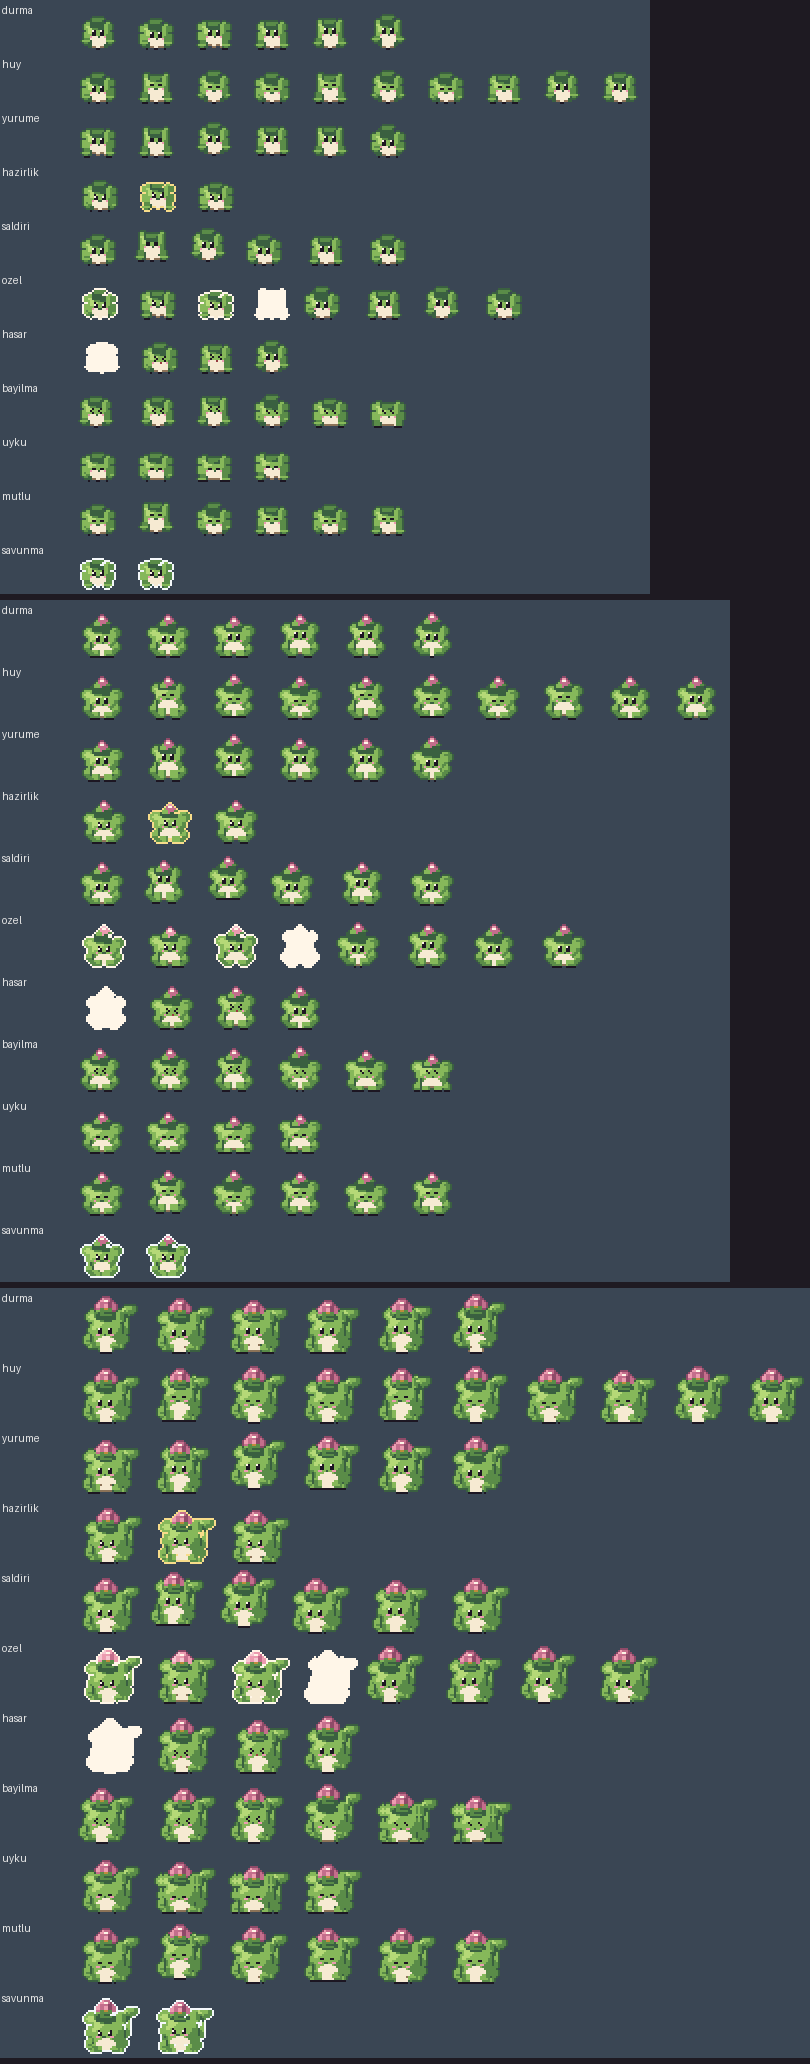 durma
huy
yurume
hazirlik
saldiri
ozel
hasar
bayilma
uyku
mutlu
savunma
durma
huy
yurume
hazirlik
saldiri
ozel
hasar
bayilma
uyku
mutlu
savunma
durma
huy
yurume
hazirlik
saldiri
ozel
hasar
bayilma
uyku
mutlu
savunma